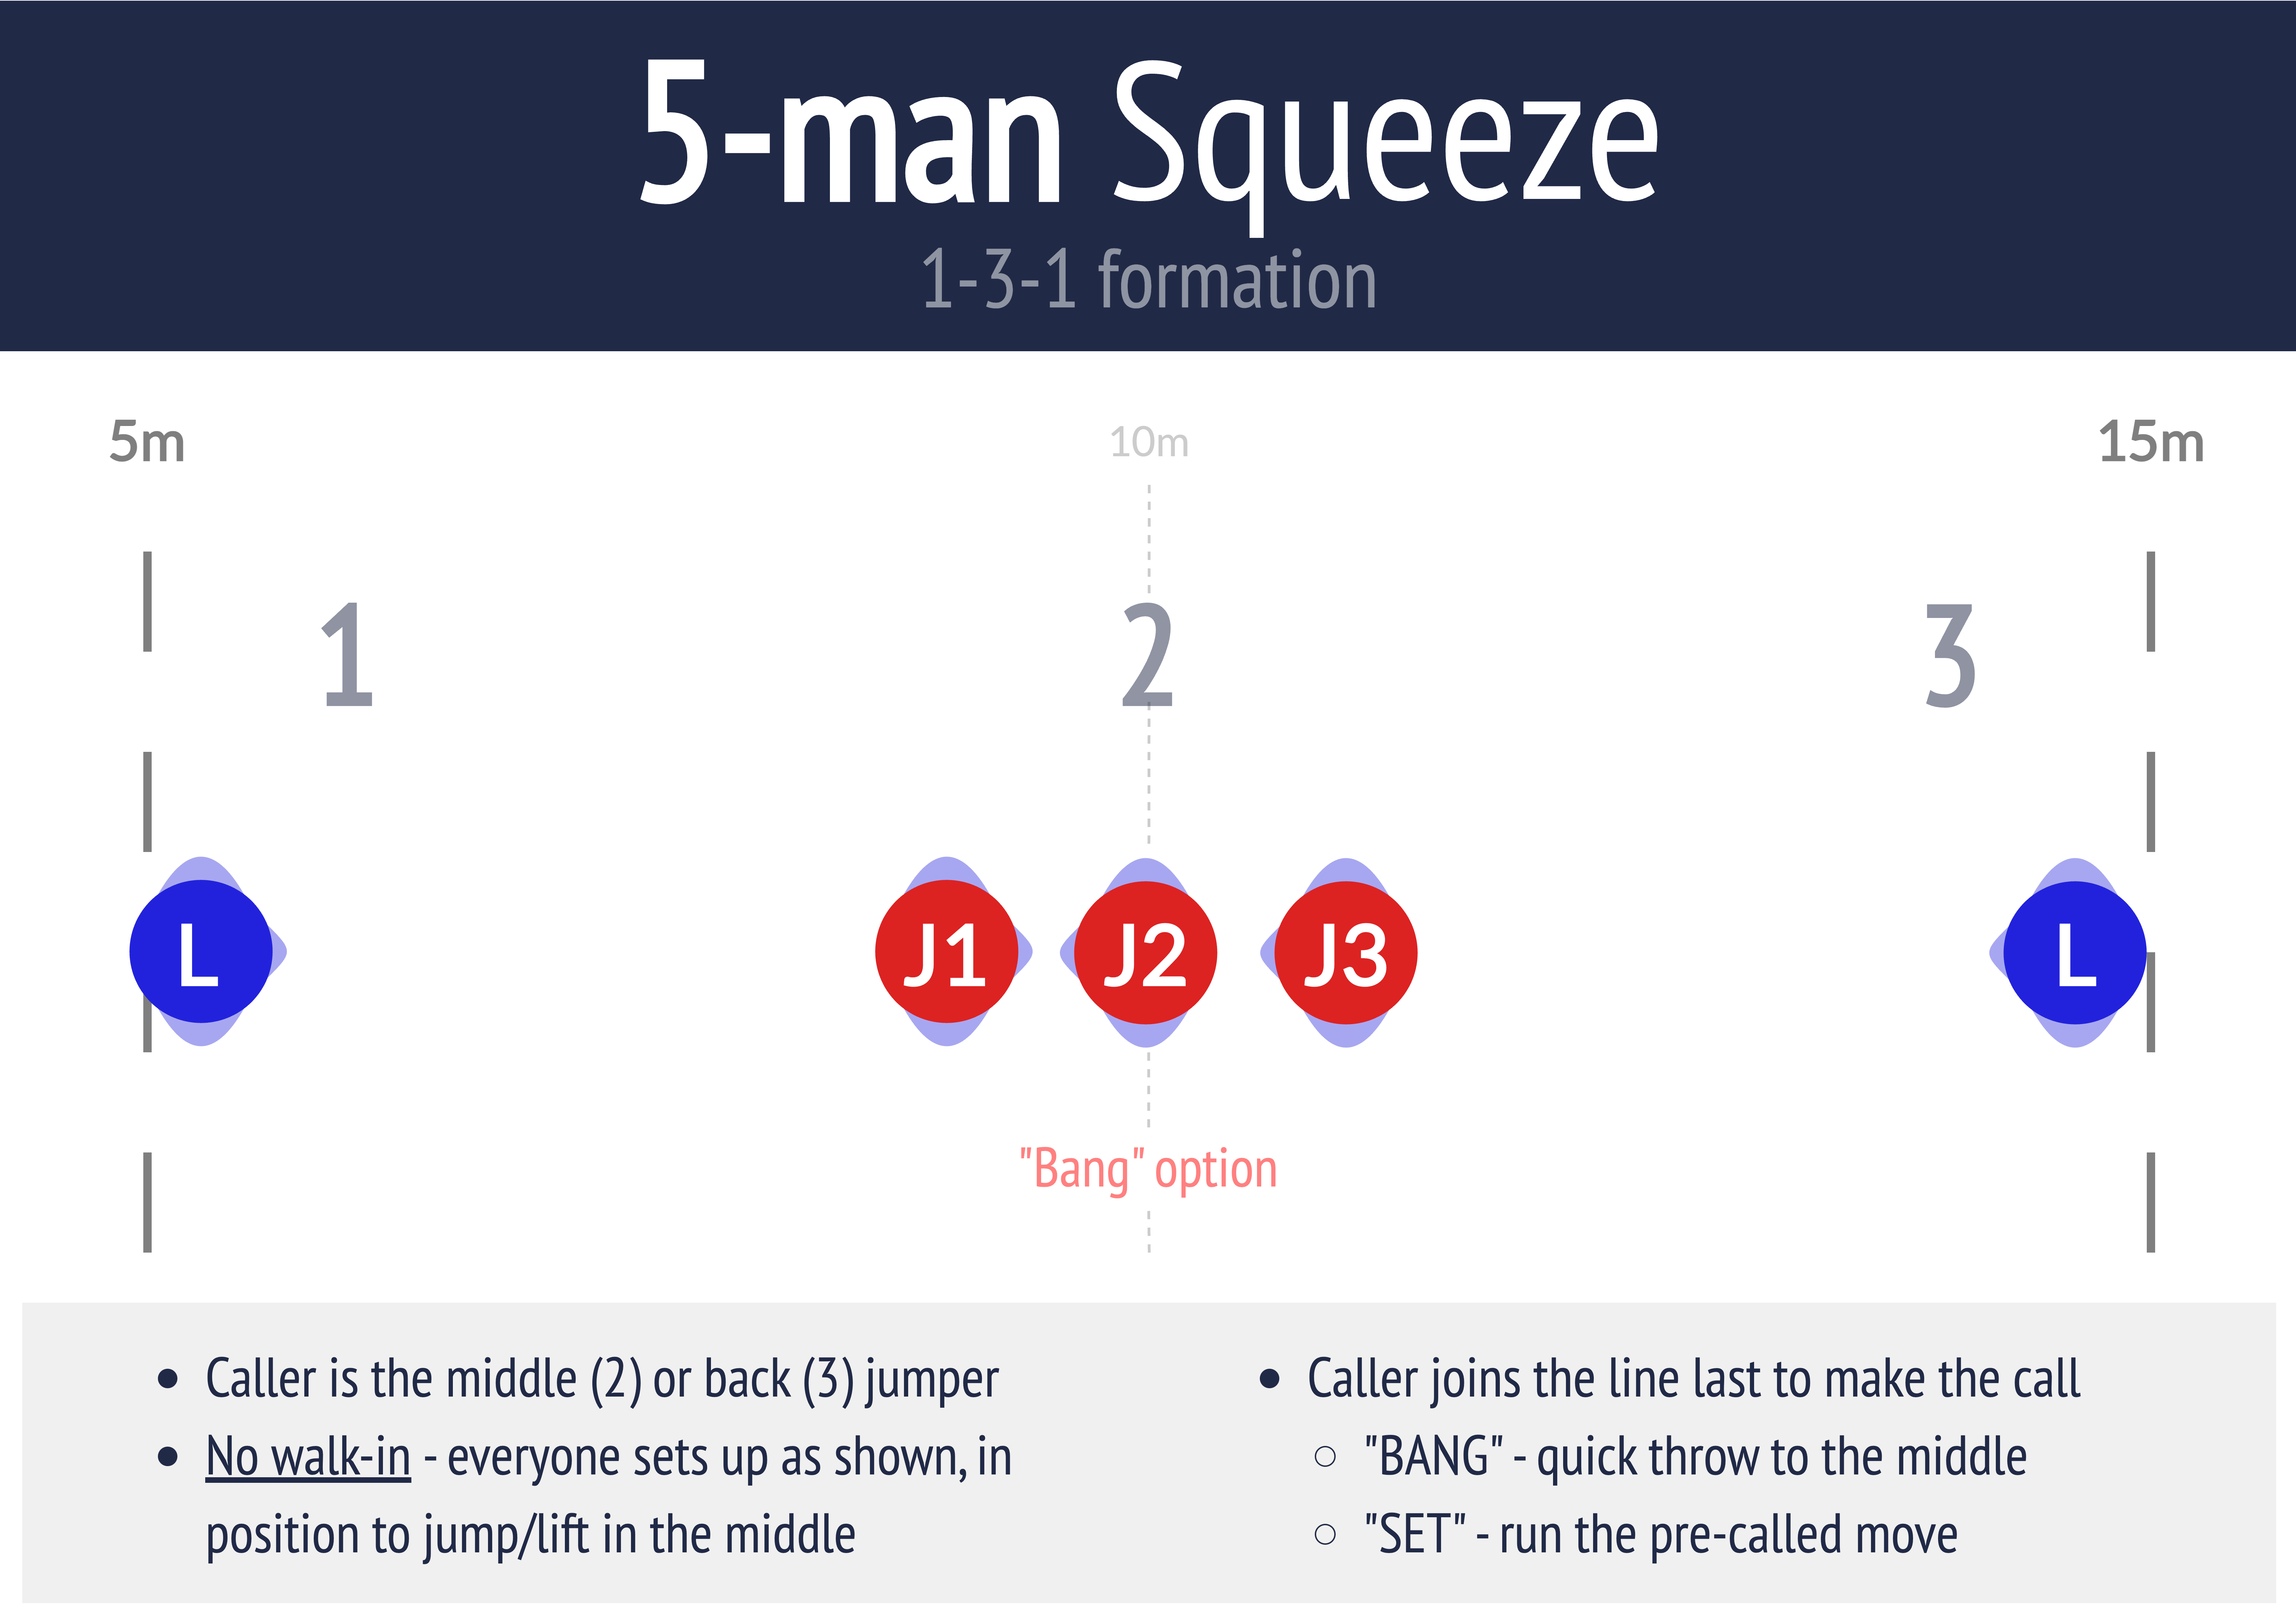 5-man Squeeze
1-3-1 formation
5m
10m
15m
1
2
3
L
J1
J2
J3
L
"Bang" option
● Caller is the middle (2) or back (3) jumper
● No walk-in - everyone sets up as shown, in
position to jump/lift in the middle
● Caller joins the line last to make the call
○ "BANG" - quick throw to the middle
○ "SET" - run the pre-called move